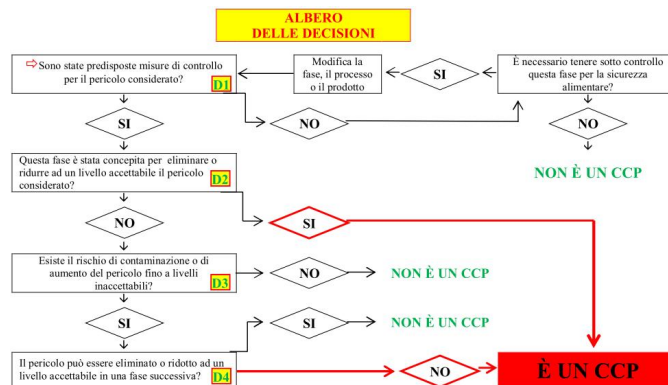 ALBERO
DELLE DECISIONI
⇨Sono state predisposte misure di controllo
per il pericolo considerato?
D1
Modifica la
fase, il processo
o il prodotto
SI
È necessario tenere sotto controllo
questa fase per la sicurezza
alimentare?
SI
NO
NO
Questa fase è stata concepita per eliminare o
ridurre ad un livello accettabile il pericolo
considerato?
D2
NON È UN CCP
NO
SI
Esiste il rischio di contaminazione o di
aumento del pericolo fino a livelli
inaccettabili?
D3
NO
NON È UN CCP
SI
SI
NON È UN CCP
Il pericolo può essere eliminato o ridotto ad un
livello accettabile in una fase successiva?
D4
NO
È UN CCP